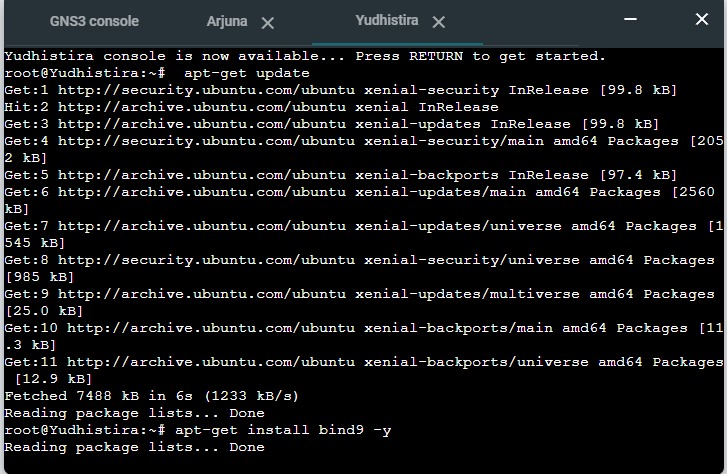 GNS3 console Arjuna Yudhistira
Yudhistira console is now available... Press RETURN to get started.
root@Yudhistira:~#  apt-get update
Get:1 http://security.ubuntu.com/ubuntu xenial-security InRelease [99.8 kB]
Hit:2 http://archive.ubuntu.com/ubuntu xenial InRelease
Get:3 http://archive.ubuntu.com/ubuntu xenial-updates InRelease [99.8 kB]
Get:4 http://security.ubuntu.com/ubuntu xenial-security/main amd64 Packages [205
2 kB]
Get:5 http://archive.ubuntu.com/ubuntu xenial-backports InRelease [97.4 kB]
Get:6 http://archive.ubuntu.com/ubuntu xenial-updates/main amd64 Packages [2560
kB]
Get:7 http://archive.ubuntu.com/ubuntu xenial-updates/universe amd64 Packages [1
545 kB]
Get:8 http://security.ubuntu.com/ubuntu xenial-security/universe amd64 Packages
[985 kB]
Get:9 http://archive.ubuntu.com/ubuntu xenial-updates/multiverse amd64 Packages
[25.0 kB]
Get:10 http://archive.ubuntu.com/ubuntu xenial-backports/main amd64 Packages [11
.3 kB]
Get:11 http://archive.ubuntu.com/ubuntu xenial-backports/universe amd64 Packages
 [12.9 kB]
Fetched 7488 kB in 6s (1233 kB/s)
Reading package lists... Done
root@Yudhistira:~# apt-get install bind9 -y
Reading package lists... Done